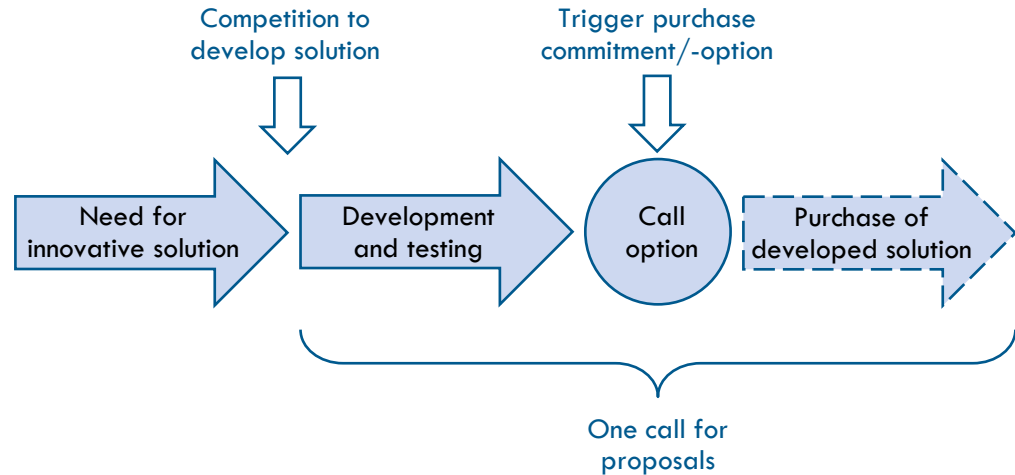 Competition to
develop solution
Trigger purchase
commitment/-option
Need for
innovative solution
Development
and testing
Call
option
Purchase of
developed solution
One call for
proposals